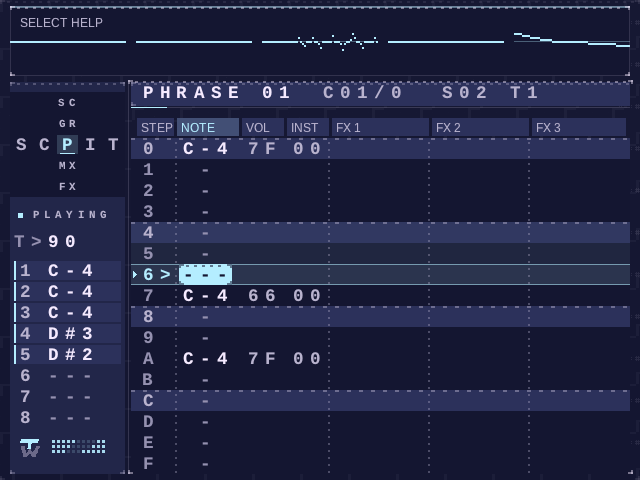 SELECT HELP
PHRASE 01 C01/0 S02 T1
SC
GR
SCPIT
MX
FX
PLAYING
T>90
1 C-4
2 C-4
3 C-4
4 D#3
5 D#2
6 ---
7 ---
8 ---
TW
STEP NOTE VOL INST FX 1 FX 2 FX 3
0 C-4 7F 00
1 -
2 -
3 -
4 -
5 -
6 > ---
7 C-4 66 00
8 -
9 -
A C-4 7F 00
B -
C -
D -
E -
F -